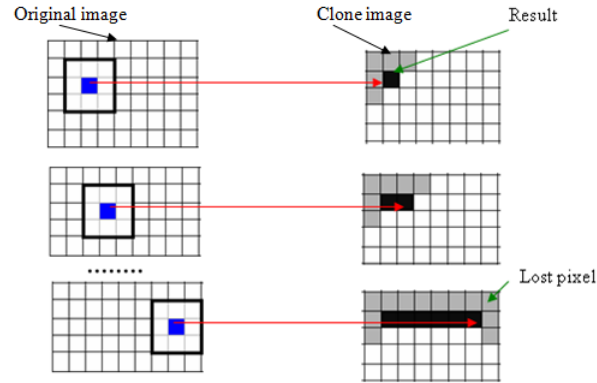 Original image
Clone image
Result
........
Lost pixel